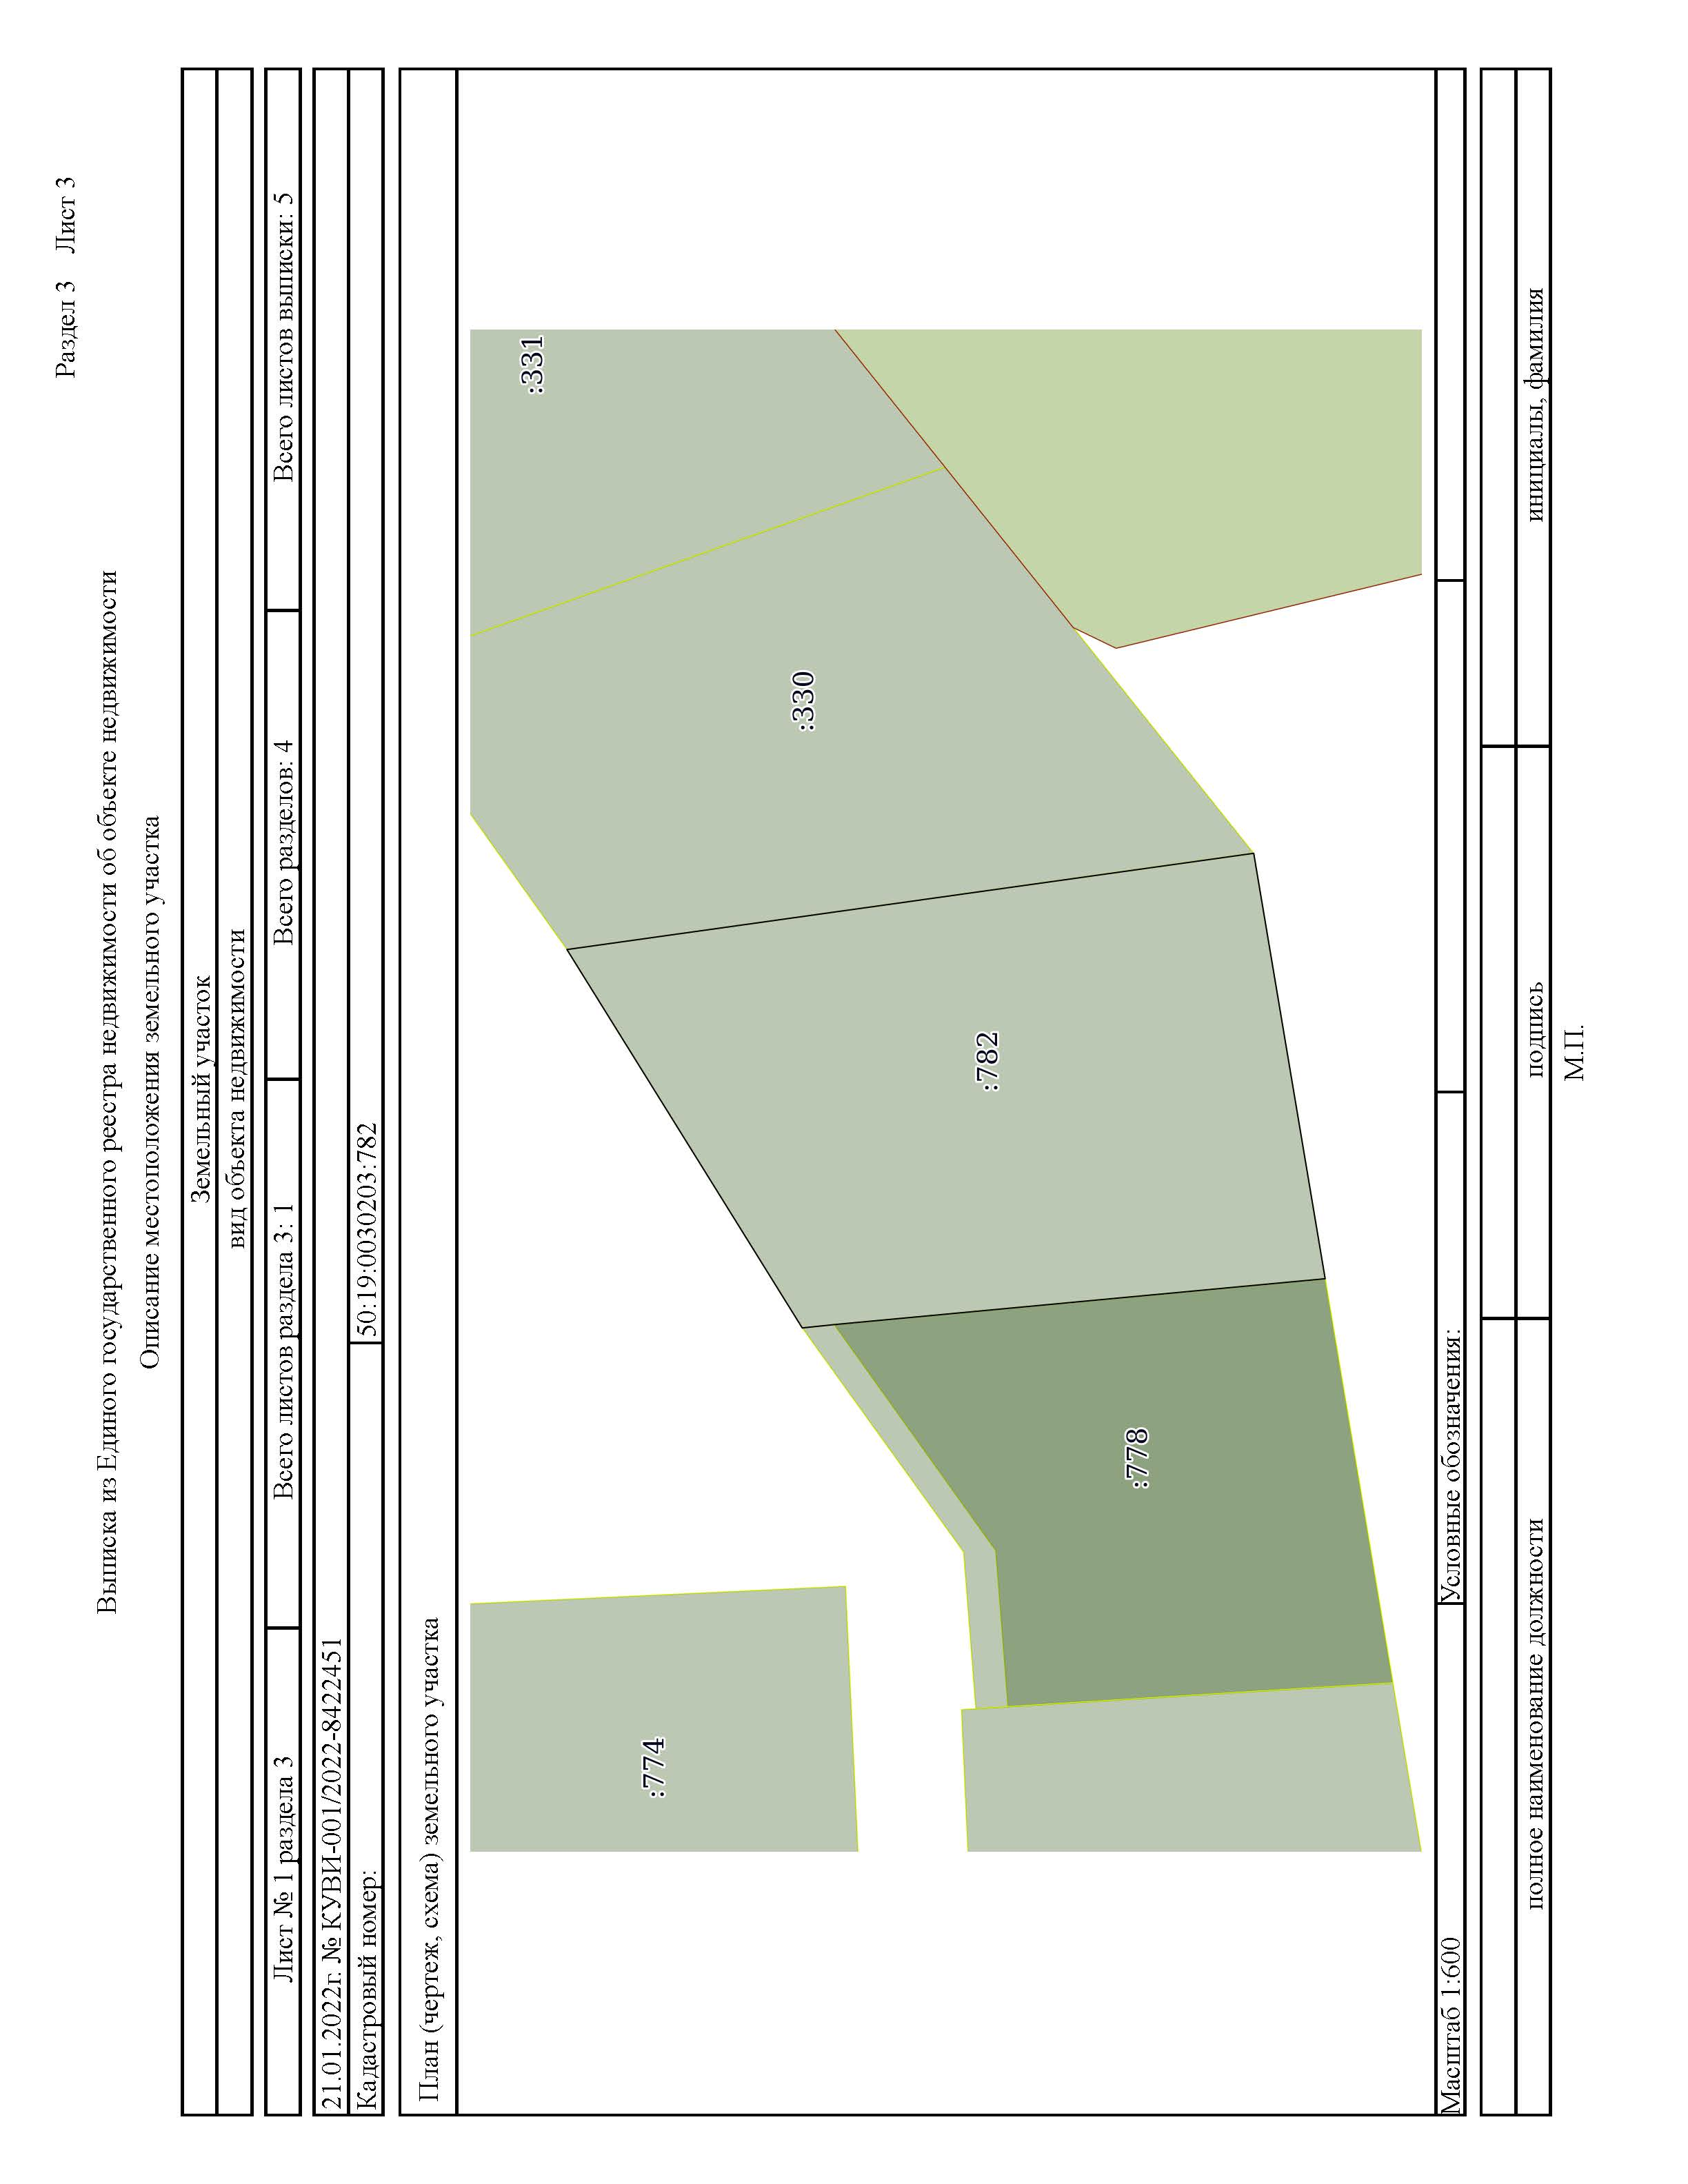 Раздел 3 Лист 3
Выписка из Единого государственного реестра недвижимости об объекте недвижимости
Описание местоположения земельного участка
Земельный участок
вид объекта недвижимости
Лист № 1 раздела 3 Всего листов раздела 3: 1 Всего разделов: 4 Всего листов выписки: 5
21.01.2022г. № КУВИ-001/2022-8422451
Кадастровый номер: 50:19:0030203:782
План (чертеж, схема) земельного участка
:331
:774
:330
:782
:778
Масштаб 1:600 Условные обозначения:
полное наименование должности подпись инициалы, фамилия
М.П.